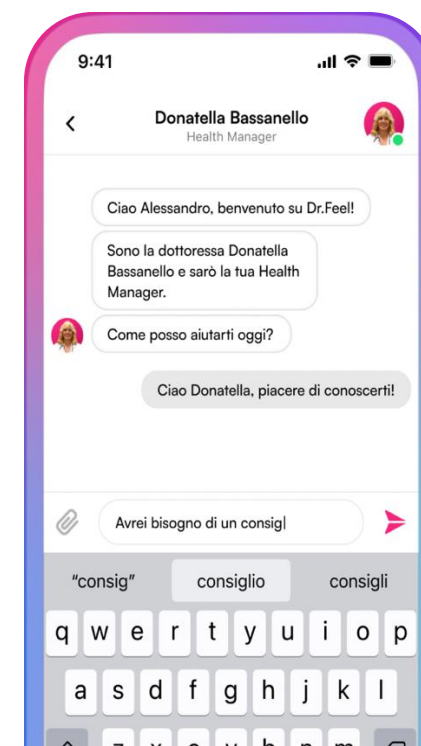 9:41
Donatella Bassanello
Health Manager
Ciao Alessandro, benvenuto su Dr.Feel!
Sono la dottoressa Donatella
Bassanello e sarò la tua Health
Manager.
Come posso aiutarti oggi?
Ciao Donatella, piacere di conoscerti!
Avrei bisogno di un consig
"consig" consiglio consigli
q w e r t y u i o p
a s d f g h j k l
z x c v b n m